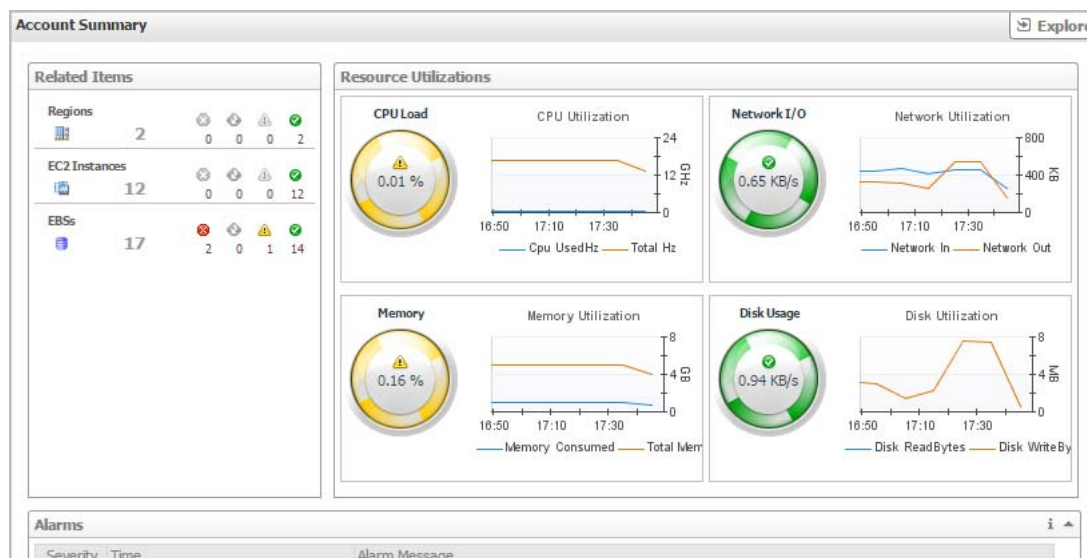 Account Summary
Explore
Related Items
Regions
2
0 0 0 2
EC2 Instances
12
0 0 0 12
EBSs
17
2 0 1 14
Resource Utilizations
CPU Load
0.01 %
CPU Utilization
24
12
0
GHz
16:50 17:10 17:30
Cpu UsedHz Total Hz
Network I/O
0.65 KB/s
Network Utilization
800
400
0
KB
16:50 17:10 17:30
Network In Network Out
Memory
0.16 %
Memory Utilization
8
4
0
GB
16:50 17:10 17:30
Memory Consumed Total Mem
Disk Usage
0.94 KB/s
Disk Utilization
8
4
0
MB
16:50 17:10 17:30
Disk ReadBytes Disk WriteBy
Alarms
i
Severity Time Alarm Message